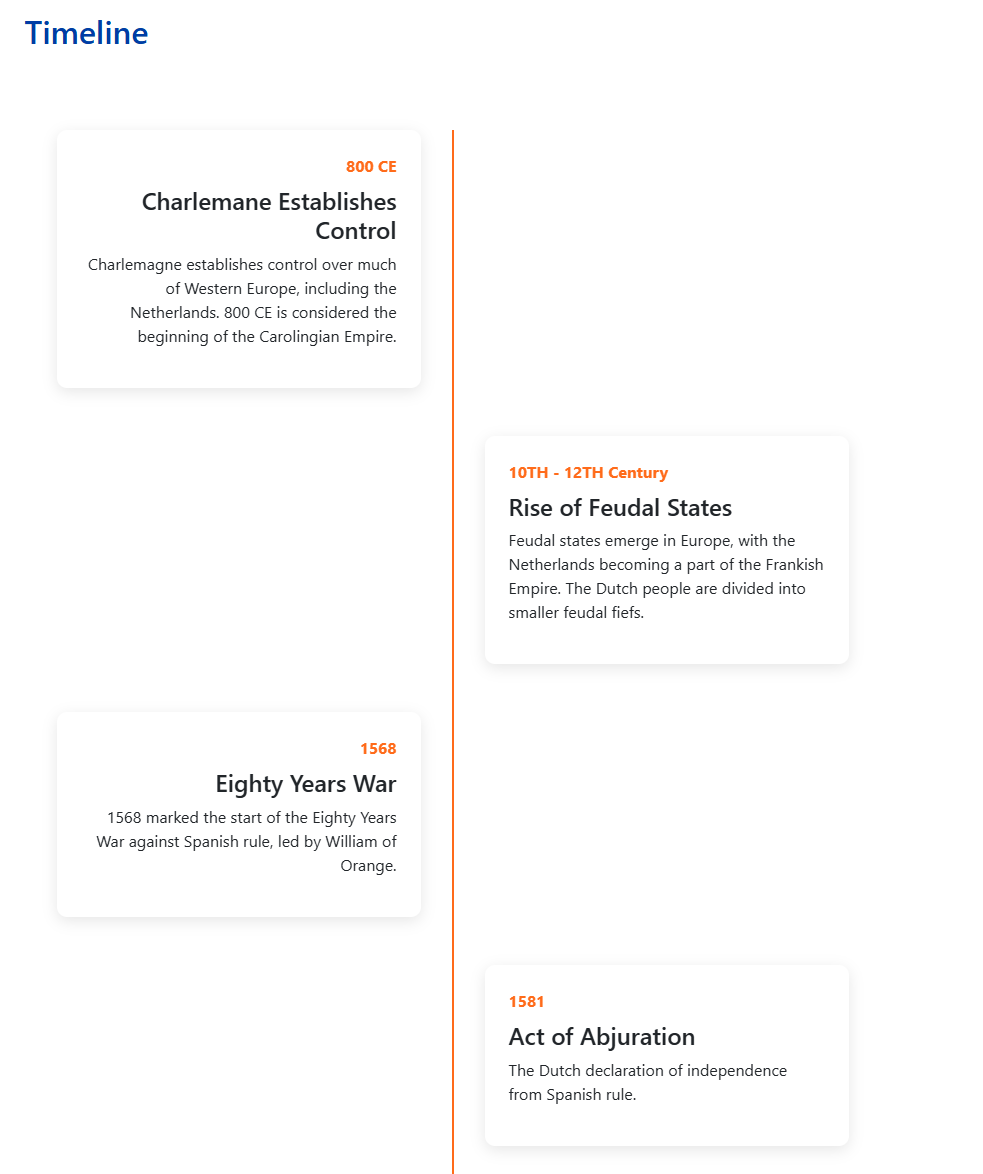 Timeline
800 CE
Charlemane Establishes
Control
Charlemagne establishes control over much
of Western Europe, including the
Netherlands. 800 CE is considered the
beginning of the Carolingian Empire.
10TH - 12TH Century
Rise of Feudal States
Feudal states emerge in Europe, with the
Netherlands becoming a part of the Frankish
Empire. The Dutch people are divided into
smaller feudal fiefs.
1568
Eighty Years War
1568 marked the start of the Eighty Years
War against Spanish rule, led by William of
Orange.
1581
Act of Abjuration
The Dutch declaration of independence
from Spanish rule.